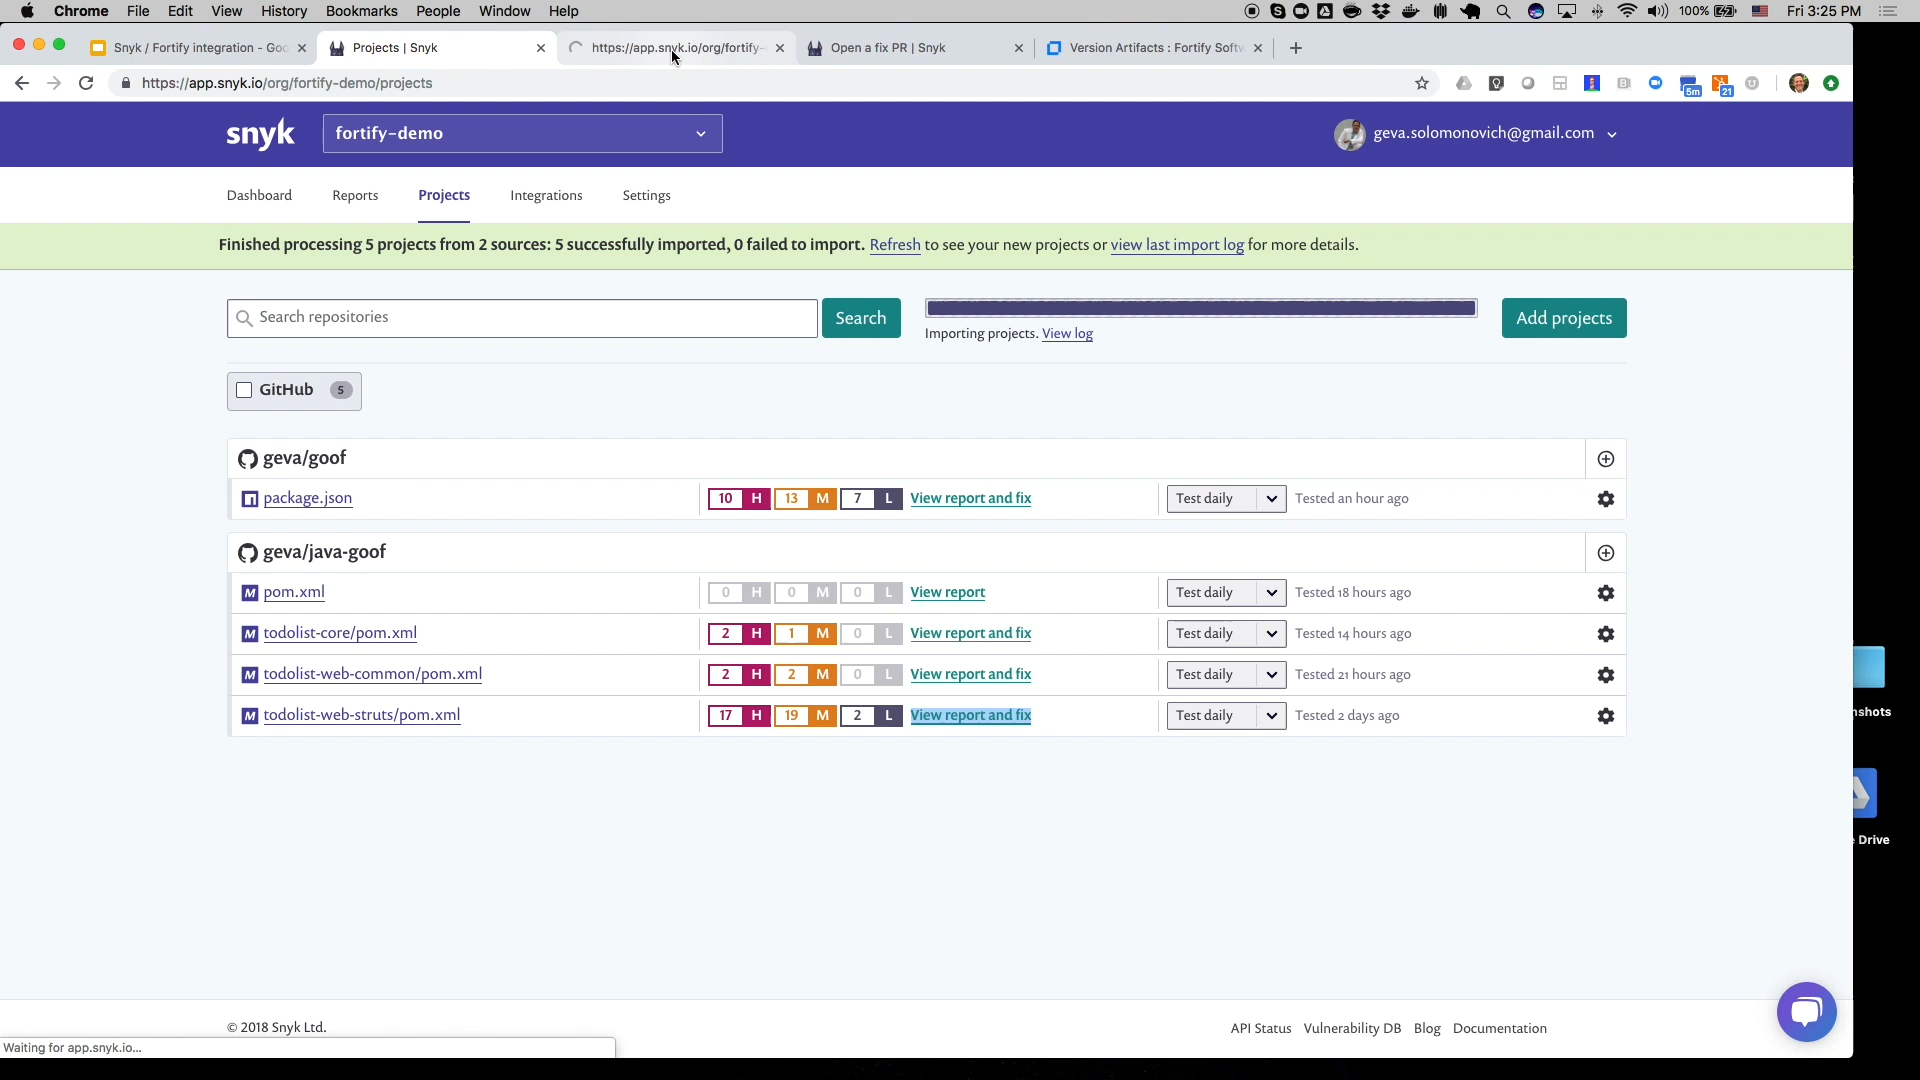 Chrome File Edit View History Bookmarks People Window Help 100% Fri 3:25 PM
Snyk / Fortify integration - Goo Projects | Snyk https://app.snyk.io/org/fortify- Open a fix PR | Snyk Version Artifacts : Fortify Softw
https://app.snyk.io/org/fortify-demo/projects 5m 21
snyk fortify-demo geva.solomonovich@gmail.com
Dashboard Reports Projects Integrations Settings
Finished processing 5 projects from 2 sources: 5 successfully imported, 0 failed to import. Refresh to see your new projects or view last import log for more details.
Search repositories Search Add projects
Importing projects. View log
GitHub 5
geva/goof
package.json 10 H 13 M 7 L View report and fix Test daily Tested an hour ago
geva/java-goof
M pom.xml 0 H 0 M 0 L View report Test daily Tested 18 hours ago
M todolist-core/pom.xml 2 H 1 M 0 L View report and fix Test daily Tested 14 hours ago
M todolist-web-common/pom.xml 2 H 2 M 0 L View report and fix Test daily Tested 21 hours ago
M todolist-web-struts/pom.xml 17 H 19 M 2 L View report and fix Test daily Tested 2 days ago
nshots
Drive
© 2018 Snyk Ltd. API Status Vulnerability DB Blog Documentation
Waiting for app.snyk.io...